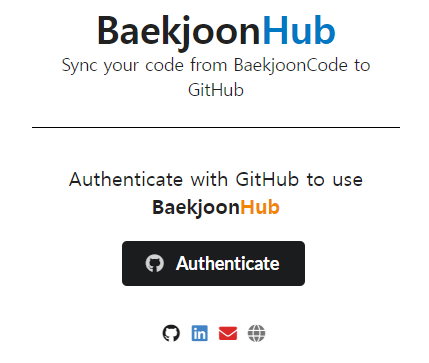 BaekjoonHub
Sync your code from BaekjoonCode to
GitHub
Authenticate with GitHub to use
BaekjoonHub
Authenticate